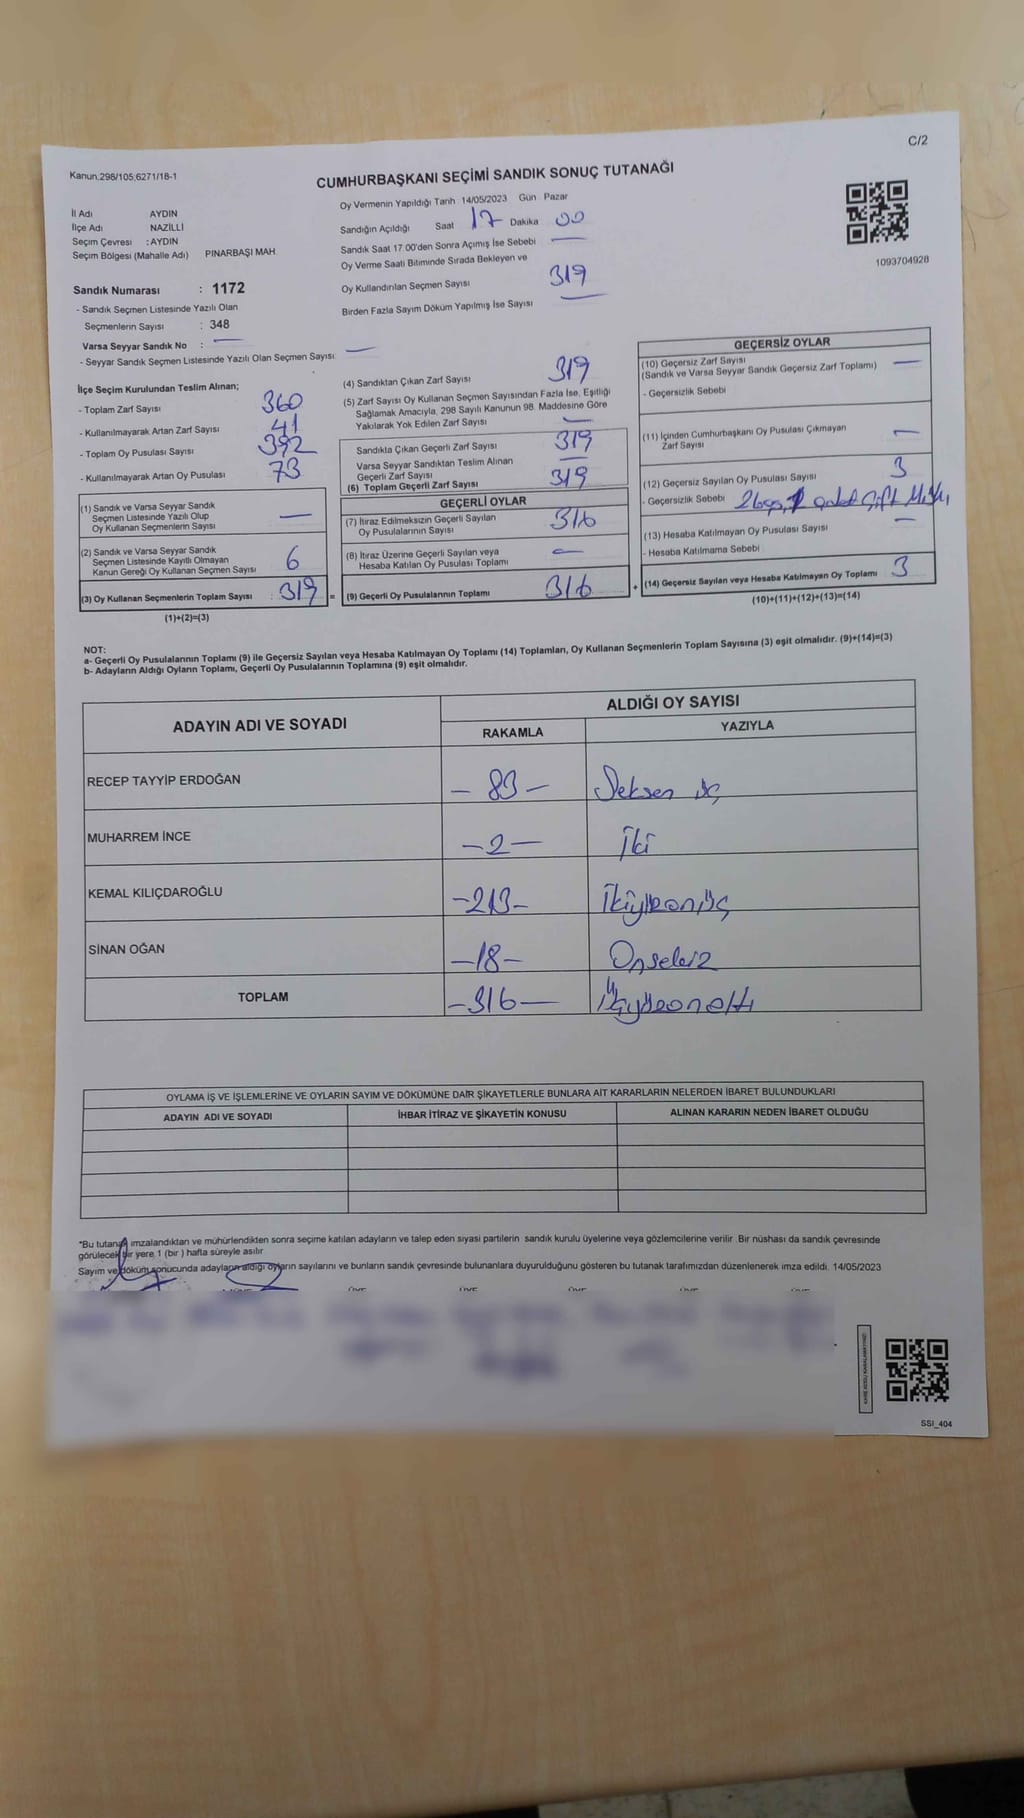 C/2
Kanun.298/105;6271/18-1
CUMHURBAŞKANI SEÇİMİ SANDIK SONUÇ TUTANAĞI
İl Adı AYDIN
İlçe Adı NAZİLLİ
Seçim Çevresi : AYDIN
Seçim Bölgesi (Mahalle Adı) PINARBAŞI MAH
Oy Vermenin Yapıldığı Tarih 14/05/2023 Gün Pazar
Sandığın Açıldığı Saat 17 Dakika 00
Sandık Saat 17 00'den Sonra Açımış İse Sebebi —
Oy Verme Saati Bitiminde Sırada Bekleyen ve
Oy Kullandırılan Seçmen Sayısı 319
Birden Fazla Sayım Döküm Yapılmış İse Sayısı —
1093704928
Sandık Numarası : 1172
- Sandık Seçmen Listesinde Yazılı Olan
Seçmenlerin Sayısı : 348
Varsa Seyyar Sandık No : —
- Seyyar Sandık Seçmen Listesinde Yazılı Olan Seçmen Sayısı: —
İlçe Seçim Kurulundan Teslim Alınan;
- Toplam Zarf Sayısı 360
- Kullanılmayarak Artan Zarf Sayısı 41
- Toplam Oy Pusulası Sayısı 392
- Kullanılmayarak Artan Oy Pusulası 73
(1) Sandık ve Varsa Seyyar Sandık
Seçmen Listesinde Yazılı Olup
Oy Kullanan Seçmenlerin Sayısı —
(2) Sandık ve Varsa Seyyar Sandık
Seçmen Listesinde Kayıtlı Olmayan
Kanun Gereği Oy Kullanan Seçmen Sayısı 6
(3) Oy Kullanan Seçmenlerin Toplam Sayısı : 319 =
(1)+(2)=(3)
(4) Sandıktan Çıkan Zarf Sayısı 319
(5) Zarf Sayısı Oy Kullanan Seçmen Sayısından Fazla İse, Eşitliği
Sağlamak Amacıyla, 298 Sayılı Kanunun 98. Maddesine Göre
Yakılarak Yok Edilen Zarf Sayısı —
Sandıkta Çıkan Geçerli Zarf Sayısı 319
Varsa Seyyar Sandıktan Teslim Alınan
Geçerli Zarf Sayısı —
(6) Toplam Geçerli Zarf Sayısı 319
GEÇERLİ OYLAR
(7) İtiraz Edilmeksizin Geçerli Sayılan
Oy Pusulalarının Sayısı 316
(8) İtiraz Üzerine Geçerli Sayılan veya
Hesaba Katılan Oy Pusulası Toplamı —
(9) Geçerli Oy Pusulalarının Toplamı 316 +
GEÇERSİZ OYLAR
(10) Geçersiz Zarf Sayısı
(Sandık ve Varsa Seyyar Sandık Geçersiz Zarf Toplamı) —
- Geçersizlik Sebebi
(11) İçinden Cumhurbaşkanı Oy Pusulası Çıkmayan
Zarf Sayısı —
(12) Geçersiz Sayılan Oy Pusulası Sayısı 3
- Geçersizlik Sebebi 2 boş, 1 adet Çift
(13) Hesaba Katılmayan Oy Pusulası Sayısı —
- Hesaba Katılmama Sebebi
(14) Geçersiz Sayılan veya Hesaba Katılmayan Oy Toplamı 3
(10)+(11)+(12)+(13)=(14)
NOT:
a- Geçerli Oy Pusulalarının Toplamı (9) ile Geçersiz Sayılan veya Hesaba Katılmayan Oy Toplamı (14) Toplamları, Oy Kullanan Seçmenlerin Toplam Sayısına (3) eşit olmalıdır. (9)+(14)=(3)
b- Adayların Aldığı Oyların Toplamı, Geçerli Oy Pusulalarının Toplamına (9) eşit olmalıdır.
ADAYIN ADI VE SOYADI
ALDIĞI OY SAYISI
RAKAMLA YAZIYLA
RECEP TAYYİP ERDOĞAN — 83 — Seksen üç
MUHARREM İNCE — 2 — İki
KEMAL KILIÇDAROĞLU — 213 — İkiyüzonüç
SİNAN OĞAN — 18 — Onsekiz
TOPLAM — 316 — Üçyüzonaltı
OYLAMA İŞ VE İŞLEMLERİNE VE OYLARIN SAYIM VE DÖKÜMÜNE DAİR ŞİKAYETLERLE BUNLARA AİT KARARLARIN NELERDEN İBARET BULUNDUKLARI
ADAYIN ADI VE SOYADI İHBAR İTİRAZ VE ŞİKAYETİN KONUSU ALINAN KARARIN NEDEN İBARET OLDUĞU
*Bu tutanak imzalandıktan ve mühürlendikten sonra seçime katılan adayların ve talep eden siyasi partilerin sandık kurulu üyelerine veya gözlemcilerine verilir. Bir nüshası da sandık çevresinde
görülecek bir yere 1 (bir) hafta süreyle asılır
Sayım ve döküm sonucunda adayların aldığı oyların sayılarını ve bunların sandık çevresinde bulunanlara duyurulduğunu gösteren bu tutanak tarafımızdan düzenlenerek imza edildi. 14/05/2023
SSI_404